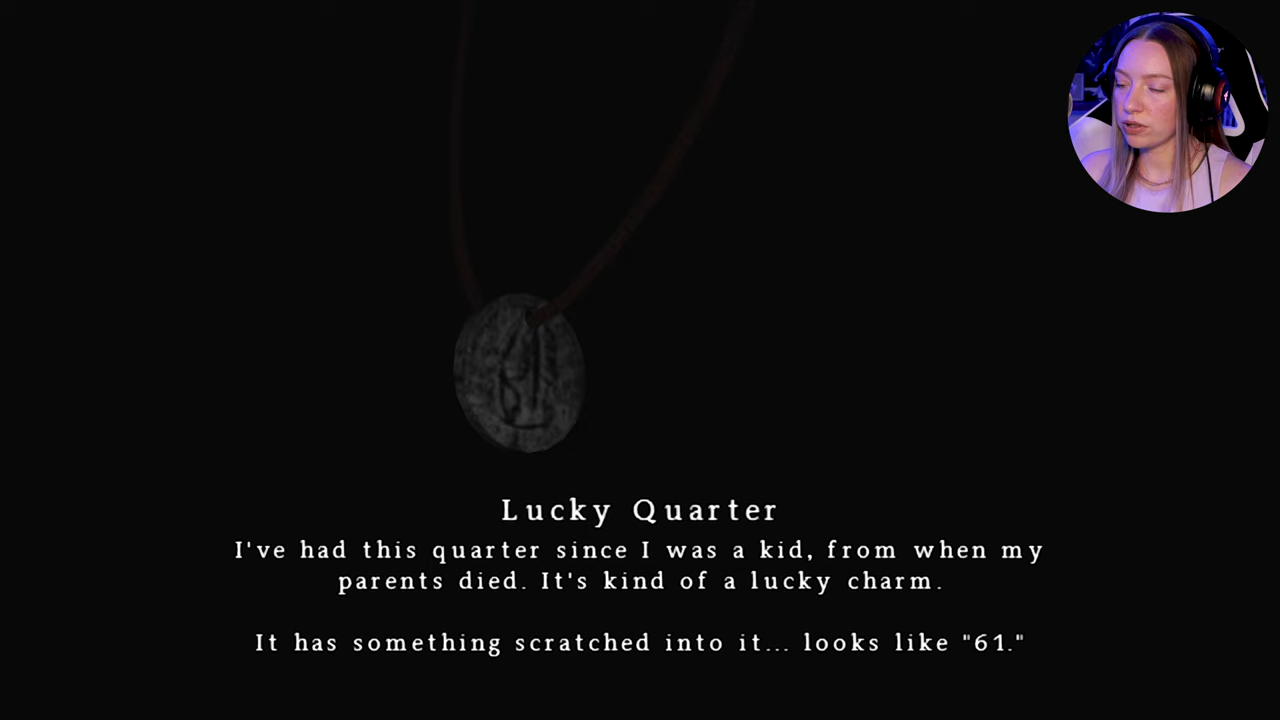 Lucky Quarter
I've had this quarter since I was a kid, from when my
parents died. It's kind of a lucky charm.
It has something scratched into it... looks like "61."